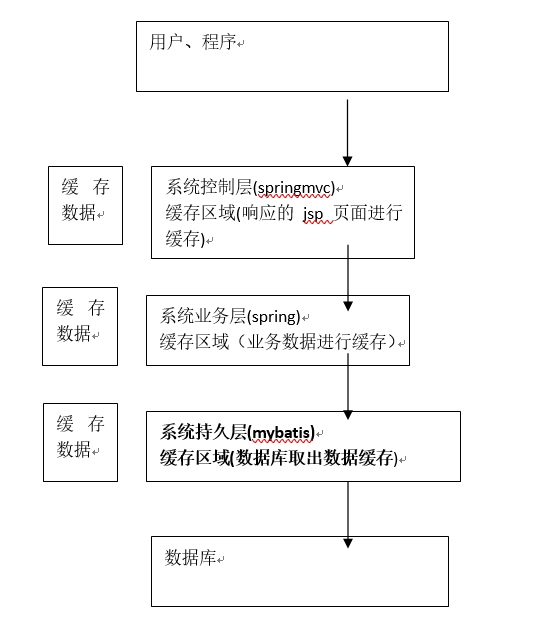 用户、程序
缓 存
数据
系统控制层(springmvc)
缓存区域(响应的 jsp 页面进行
缓存)
缓 存
数据
系统业务层(spring)
缓存区域（业务数据进行缓存）
缓 存
数据
系统持久层(mybatis)
缓存区域(数据库取出数据缓存)
数据库